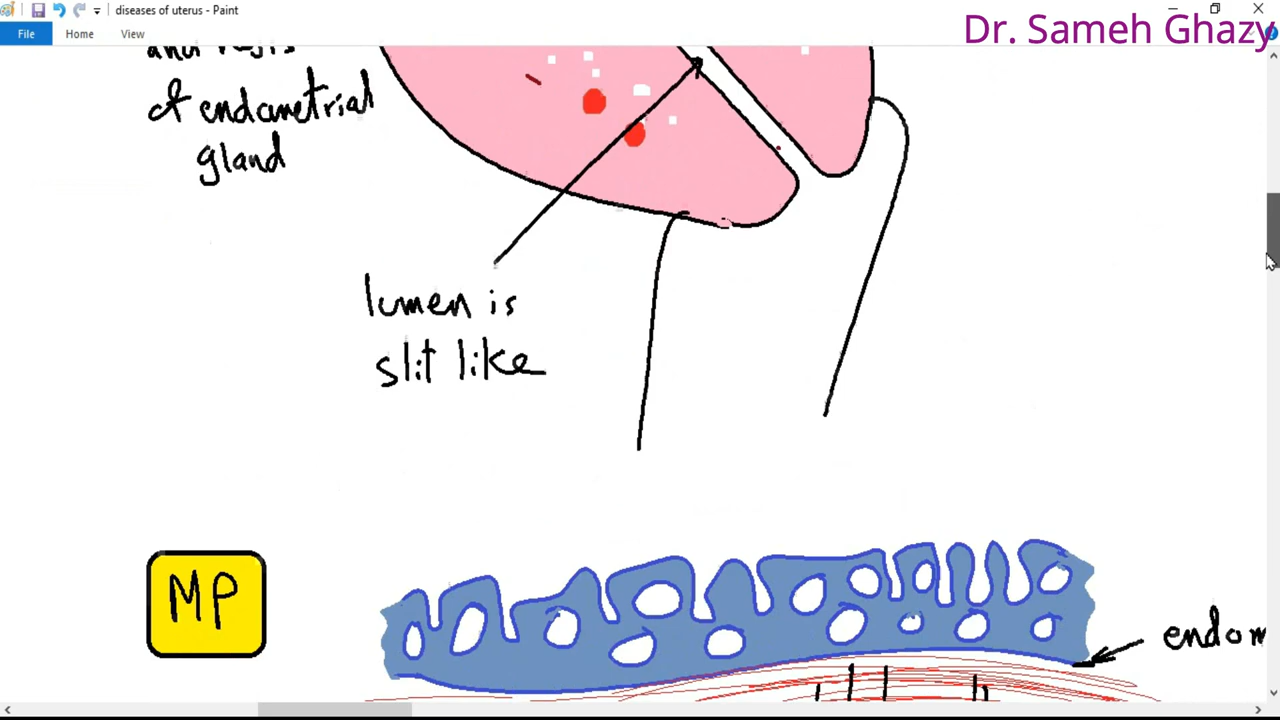 diseases of uterus - Paint
Dr. Sameh Ghazy
File Home View
of endometrial
gland
lumen is
slit like
MP
endom